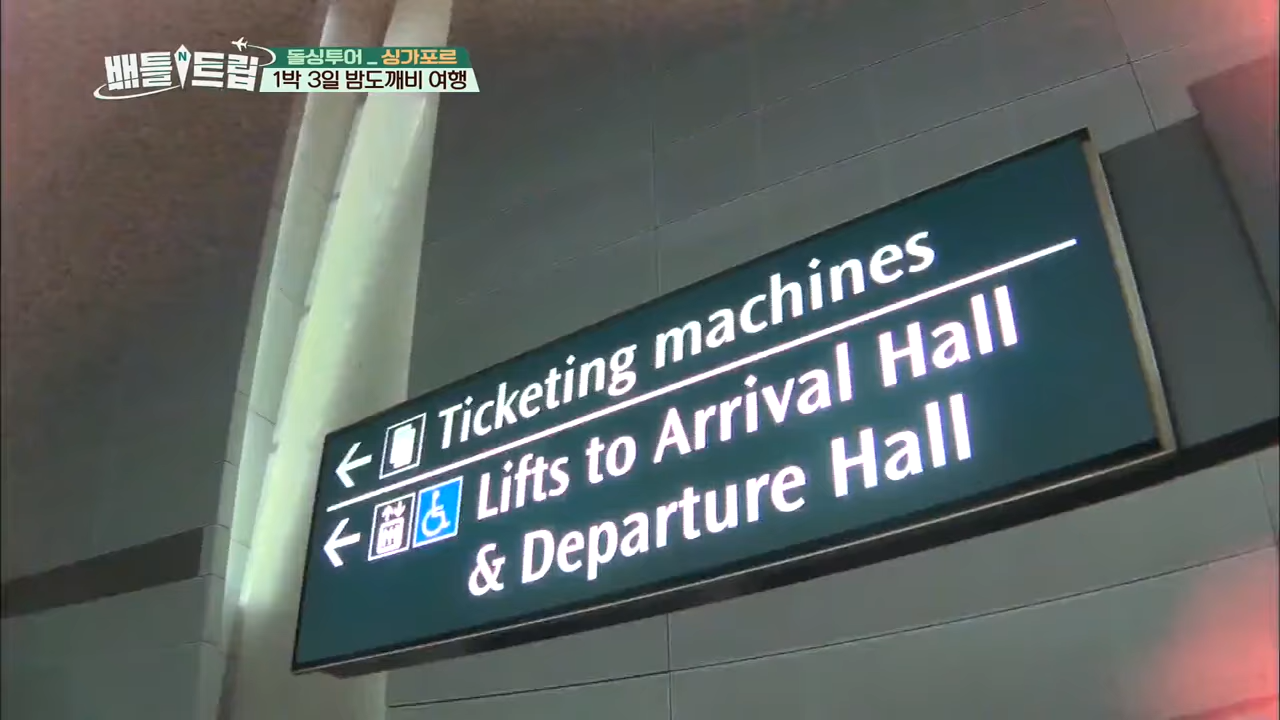 배틀트립
돌싱투어 _ 싱가포르
1박 3일 밤도깨비 여행
Ticketing machines
Lifts to Arrival Hall
& Departure Hall